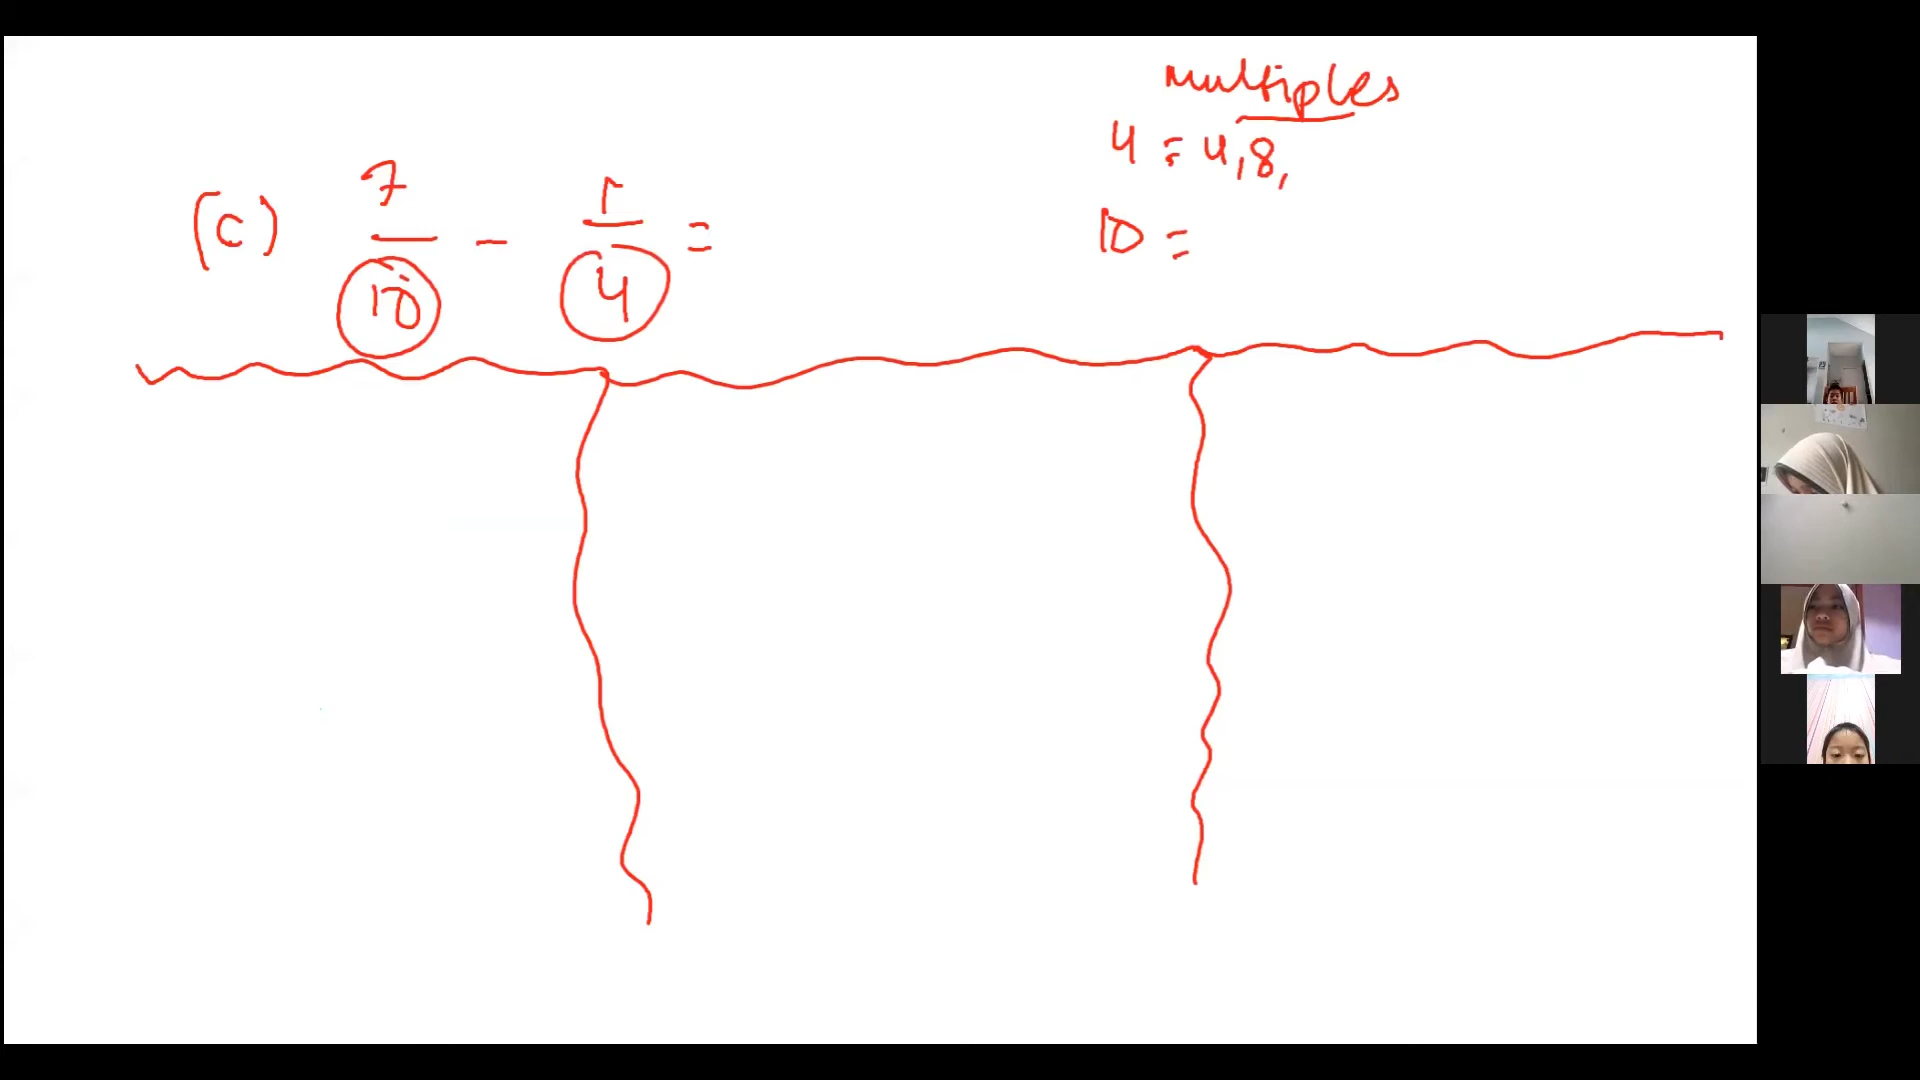 multiples
4 = 4,8,
10 =
(c) 7/10 - 1/4 =